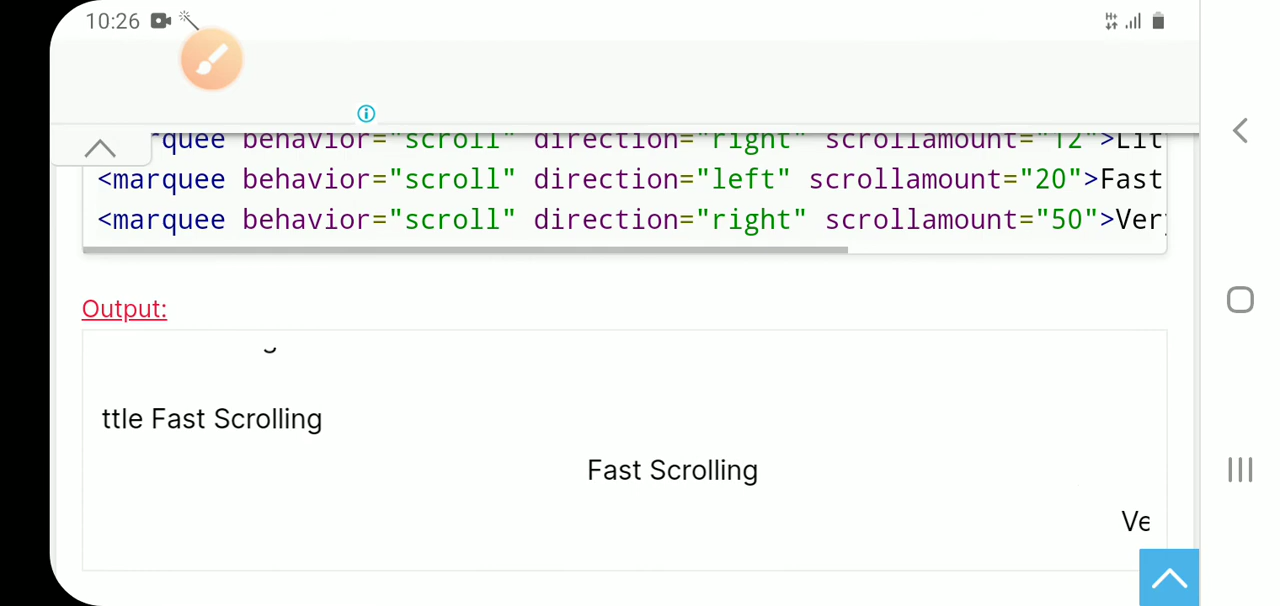 10:26
quee behavior="scroll" direction="right" scrollamount="12">Lit
<marquee behavior="scroll" direction="left" scrollamount="20">Fast
<marquee behavior="scroll" direction="right" scrollamount="50">Ver
Output:
ttle Fast Scrolling
Fast Scrolling
Ve